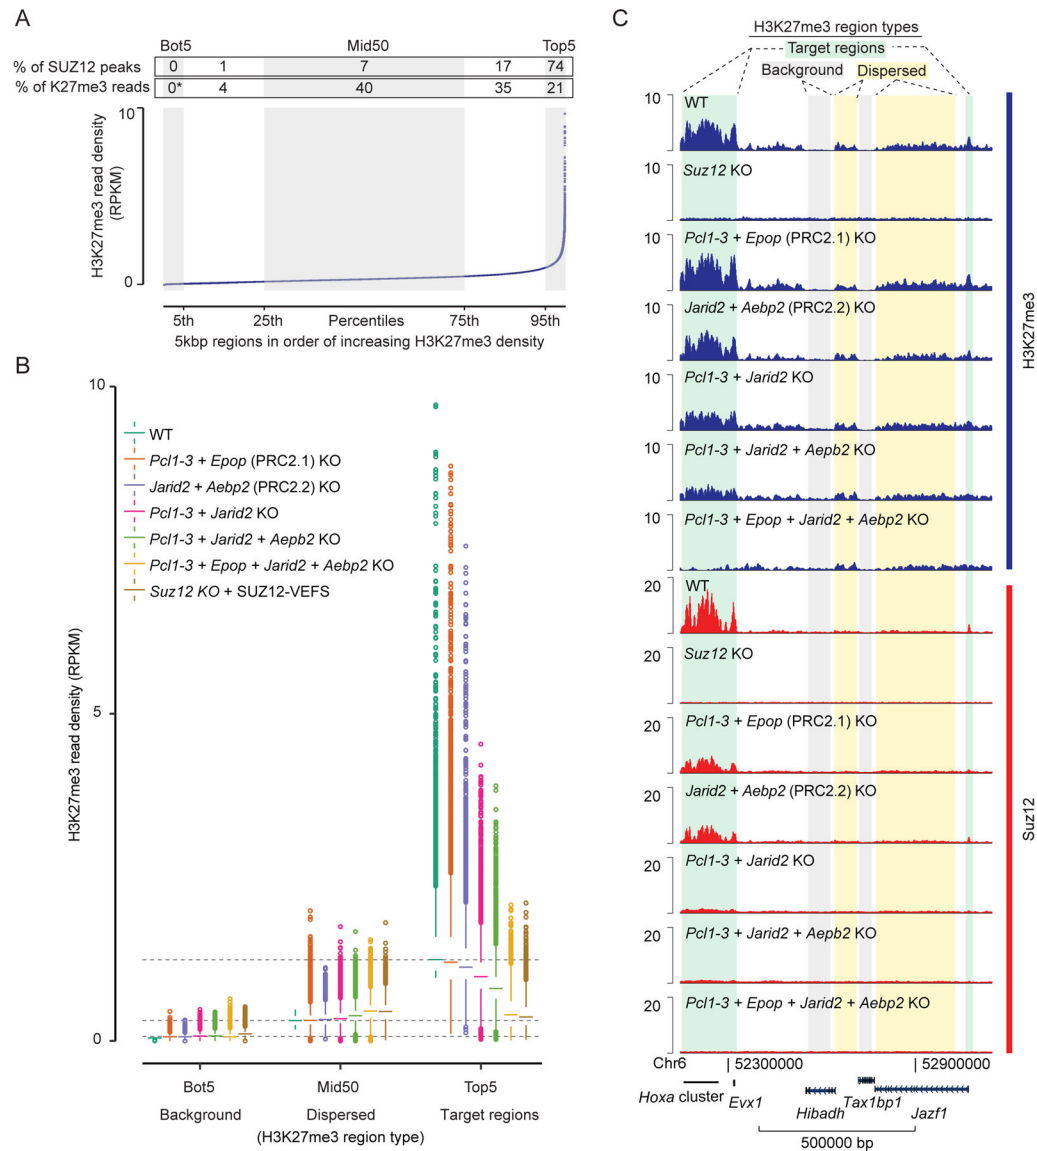 A
Bot5 Mid50 Top5
% of SUZ12 peaks 0 1 7 17 74
% of K27me3 reads 0* 4 40 35 21
10
0
H3K27me3 read density
(RPKM)
5th 25th Percentiles 75th 95th
5kbp regions in order of increasing H3K27me3 density
B
10
5
0
H3K27me3 read density (RPKM)
WT
Pcl1-3 + Epop (PRC2.1) KO
Jarid2 + Aebp2 (PRC2.2) KO
Pcl1-3 + Jarid2 KO
Pcl1-3 + Jarid2 + Aepb2 KO
Pcl1-3 + Epop + Jarid2 + Aebp2 KO
Suz12 KO + SUZ12-VEFS
Bot5 Mid50 Top5
Background Dispersed Target regions
(H3K27me3 region type)
C
H3K27me3 region types
Target regions
Background Dispersed
10 WT
10 Suz12 KO
10 Pcl1-3 + Epop (PRC2.1) KO
10 Jarid2 + Aebp2 (PRC2.2) KO
10 Pcl1-3 + Jarid2 KO
10 Pcl1-3 + Jarid2 + Aepb2 KO
10 Pcl1-3 + Epop + Jarid2 + Aebp2 KO
H3K27me3
20 WT
20 Suz12 KO
20 Pcl1-3 + Epop (PRC2.1) KO
20 Jarid2 + Aebp2 (PRC2.2) KO
20 Pcl1-3 + Jarid2 KO
20 Pcl1-3 + Jarid2 + Aepb2 KO
20 Pcl1-3 + Epop + Jarid2 + Aebp2 KO
Suz12
Chr6 52300000 52900000
Hoxa cluster Evx1 Hibadh Tax1bp1 Jazf1
500000 bp